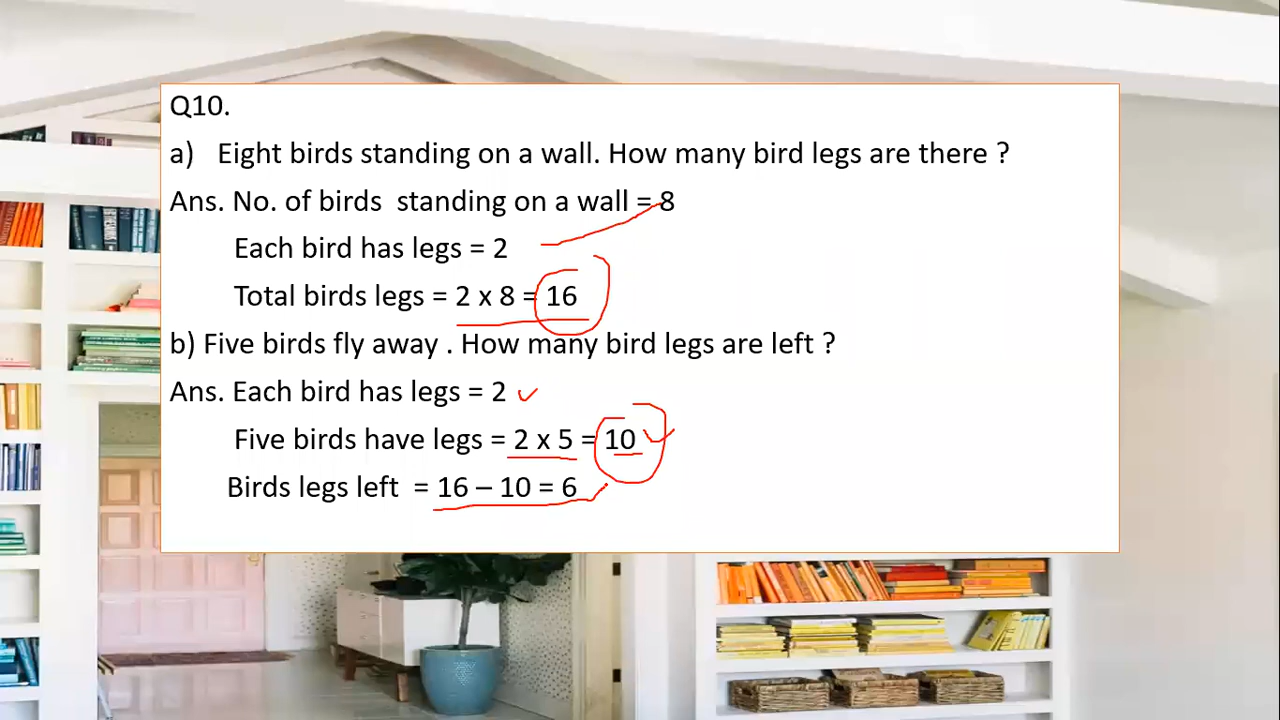 Q10.
a) Eight birds standing on a wall. How many bird legs are there ?
Ans. No. of birds standing on a wall = 8
Each bird has legs = 2
Total birds legs = 2 x 8 = 16
b) Five birds fly away . How many bird legs are left ?
Ans. Each bird has legs = 2
Five birds have legs = 2 x 5 = 10
Birds legs left = 16 – 10 = 6